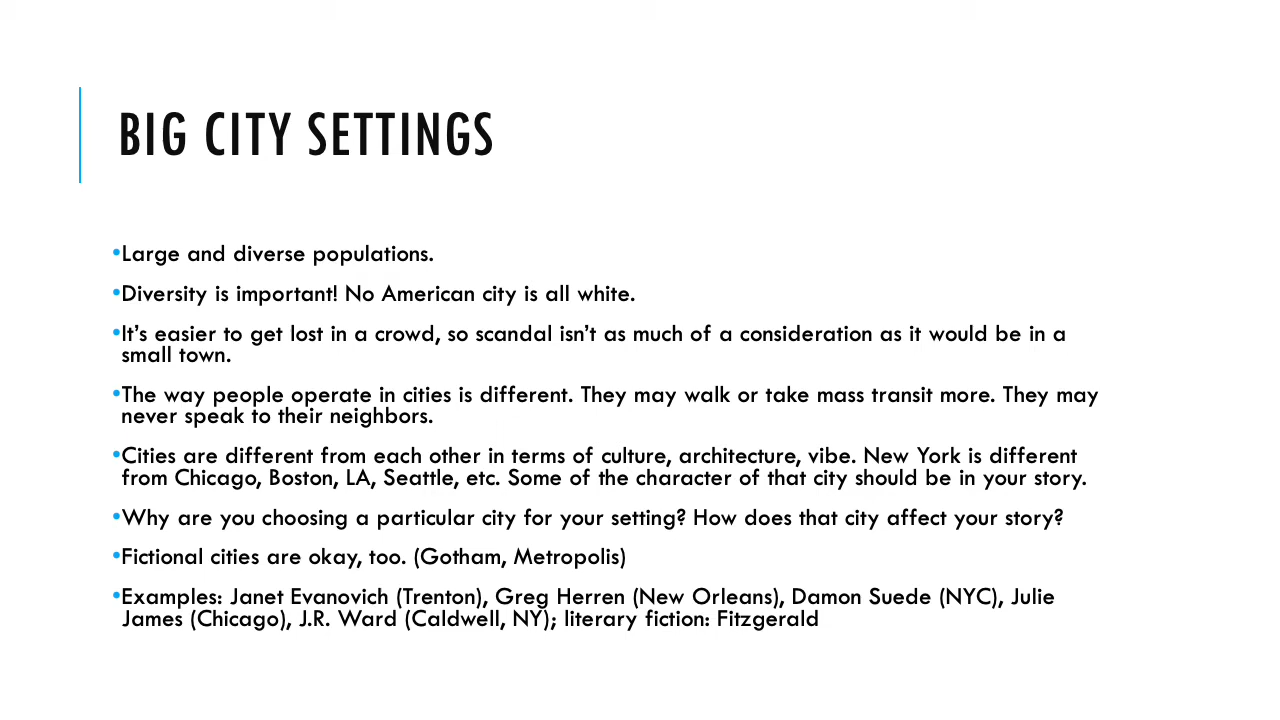 BIG CITY SETTINGS
•Large and diverse populations.
•Diversity is important! No American city is all white.
•It’s easier to get lost in a crowd, so scandal isn’t as much of a consideration as it would be in a
small town.
•The way people operate in cities is different. They may walk or take mass transit more. They may
never speak to their neighbors.
•Cities are different from each other in terms of culture, architecture, vibe. New York is different
from Chicago, Boston, LA, Seattle, etc. Some of the character of that city should be in your story.
•Why are you choosing a particular city for your setting? How does that city affect your story?
•Fictional cities are okay, too. (Gotham, Metropolis)
•Examples: Janet Evanovich (Trenton), Greg Herren (New Orleans), Damon Suede (NYC), Julie
James (Chicago), J.R. Ward (Caldwell, NY); literary fiction: Fitzgerald